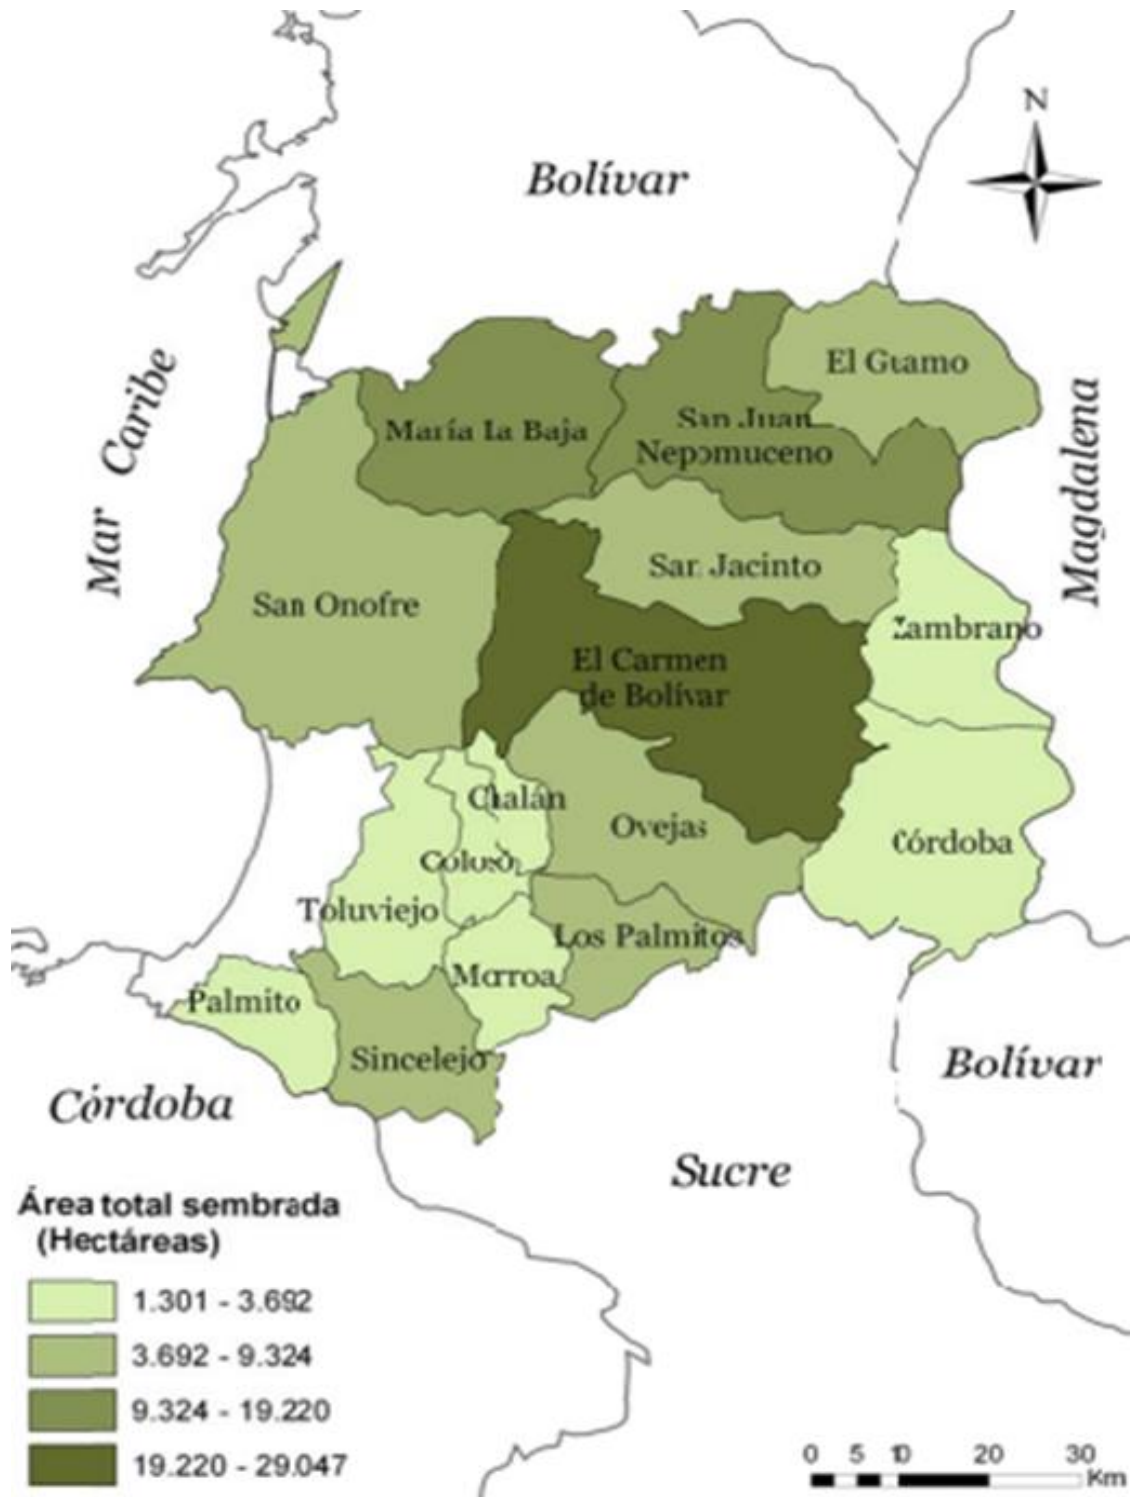 N
Bolívar
El Guamo
Mar Caribe
María la Baja
San Juan
Nepomuceno
Magdalena
San Jacinto
San Onofre
Zambrano
El Carmen
de Bolívar
Chalán
Ovejas
Córdoba
Colosò
Toluviejo
Los Palmitos
Morroa
Palmito
Sincelejo
Bolívar
Córdoba
Sucre
Área total sembrada
(Hectáreas)
1.301 - 3.692
3.692 - 9.324
9.324 - 19.220
19.220 - 29.047
0 5 10 20 30
Km